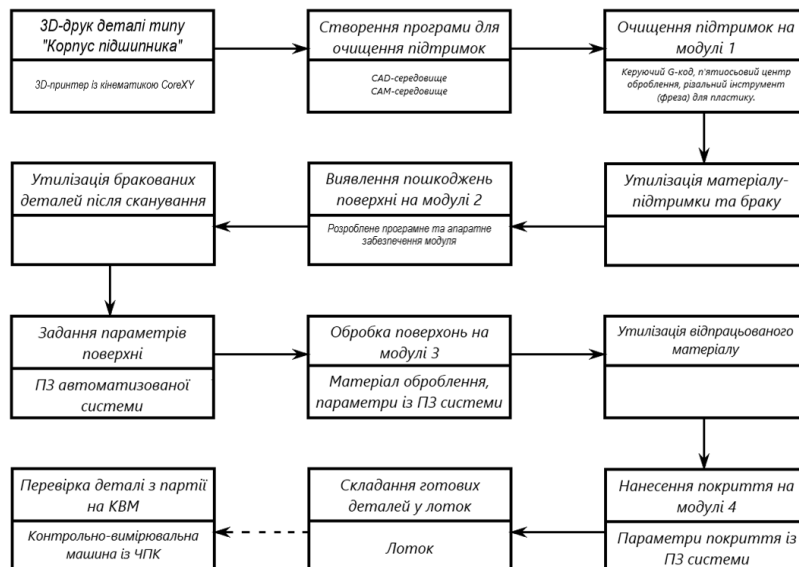 3D-друк деталі типу
"Корпус підшипника"
3D-принтер із кінематикою CoreXY
Створення програми для
очищення підтримок
CAD-середовище
CAM-середовище
Очищення підтримок на
модулі 1
Керуючий G-код, п'ятиосьовий центр
оброблення, різальний інструмент
(фреза) для пластику.
Утилізація матеріалу-
підтримки та браку
Виявлення пошкоджень
поверхні на модулі 2
Розроблене програмне та апаратне
забезпечення модуля
Утилізація бракованих
деталей після сканування
Задання параметрів
поверхні
ПЗ автоматизованої
системи
Обробка поверхонь на
модулі 3
Матеріал оброблення,
параметри із ПЗ системи
Утилізація відпрацьованого
матеріалу
Нанесення покриття на
модулі 4
Параметри покриття із
ПЗ системи
Складання готових
деталей у лоток
Лоток
Перевірка деталі з партії
на КВМ
Контрольно-вимірювальна
машина із ЧПК